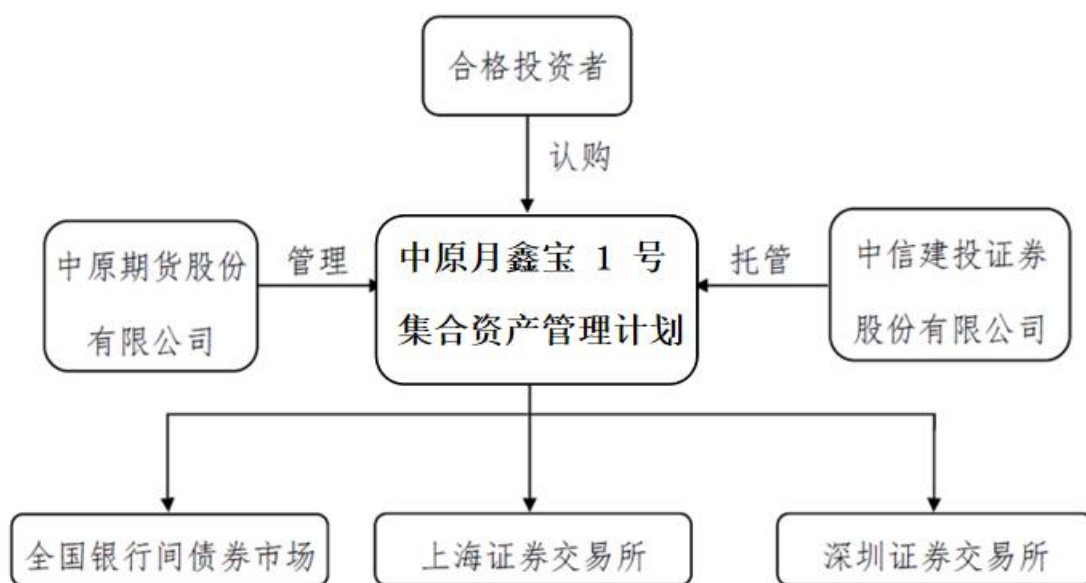 合格投资者
认购
中原期货股份
有限公司
管理
中原月鑫宝 1 号
集合资产管理计划
托管
中信建投证券
股份有限公司
全国银行间债券市场
上海证券交易所
深圳证券交易所